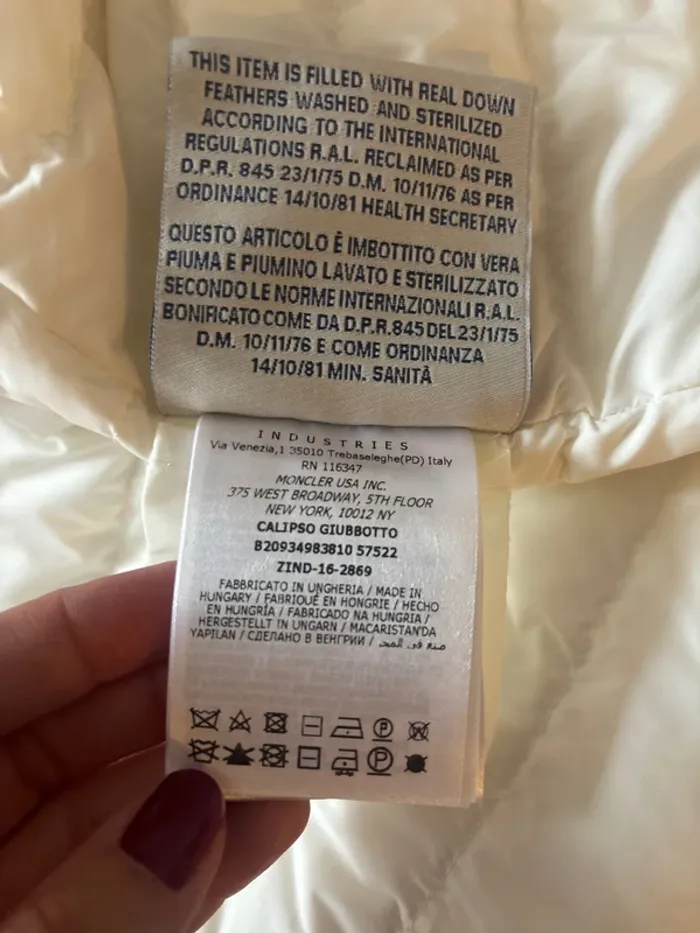 THIS ITEM IS FILLED WITH REAL DOWN
FEATHERS WASHED AND STERILIZED
ACCORDING TO THE INTERNATIONAL
REGULATIONS R.A.L. RECLAIMED AS PER
D.P.R. 845 23/1/75 D.M. 10/11/76 AS PER
ORDINANCE 14/10/81 HEALTH SECRETARY
QUESTO ARTICOLO È IMBOTTITO CON VERA
PIUMA E PIUMINO LAVATO E STERILIZZATO
SECONDO LE NORME INTERNAZIONALI R.A.L.
BONIFICATO COME DA D.P.R.845 DEL 23/1/75
D.M. 10/11/76 E COME ORDINANZA
14/10/81 MIN. SANITÀ
INDUSTRIES
Via Venezia,1 35010 Trebaseleghe(PD) Italy
RN 116347
MONCLER USA INC.
375 WEST BROADWAY, 5TH FLOOR
NEW YORK, 10012 NY
CALIPSO GIUBBOTTO
B20934983810 57522
ZIND-16-2869
FABBRICATO IN UNGHERIA / MADE IN
HUNGARY / FABRIQUÉ EN HONGRIE / HECHO
EN HUNGRÍA / FABRICADO NA HUNGRIA /
HERGESTELLT IN UNGARN / MACARISTAN'DA
YAPILAN / СДЕЛАНО В ВЕНГРИИ / صنع في المجر
P W
P